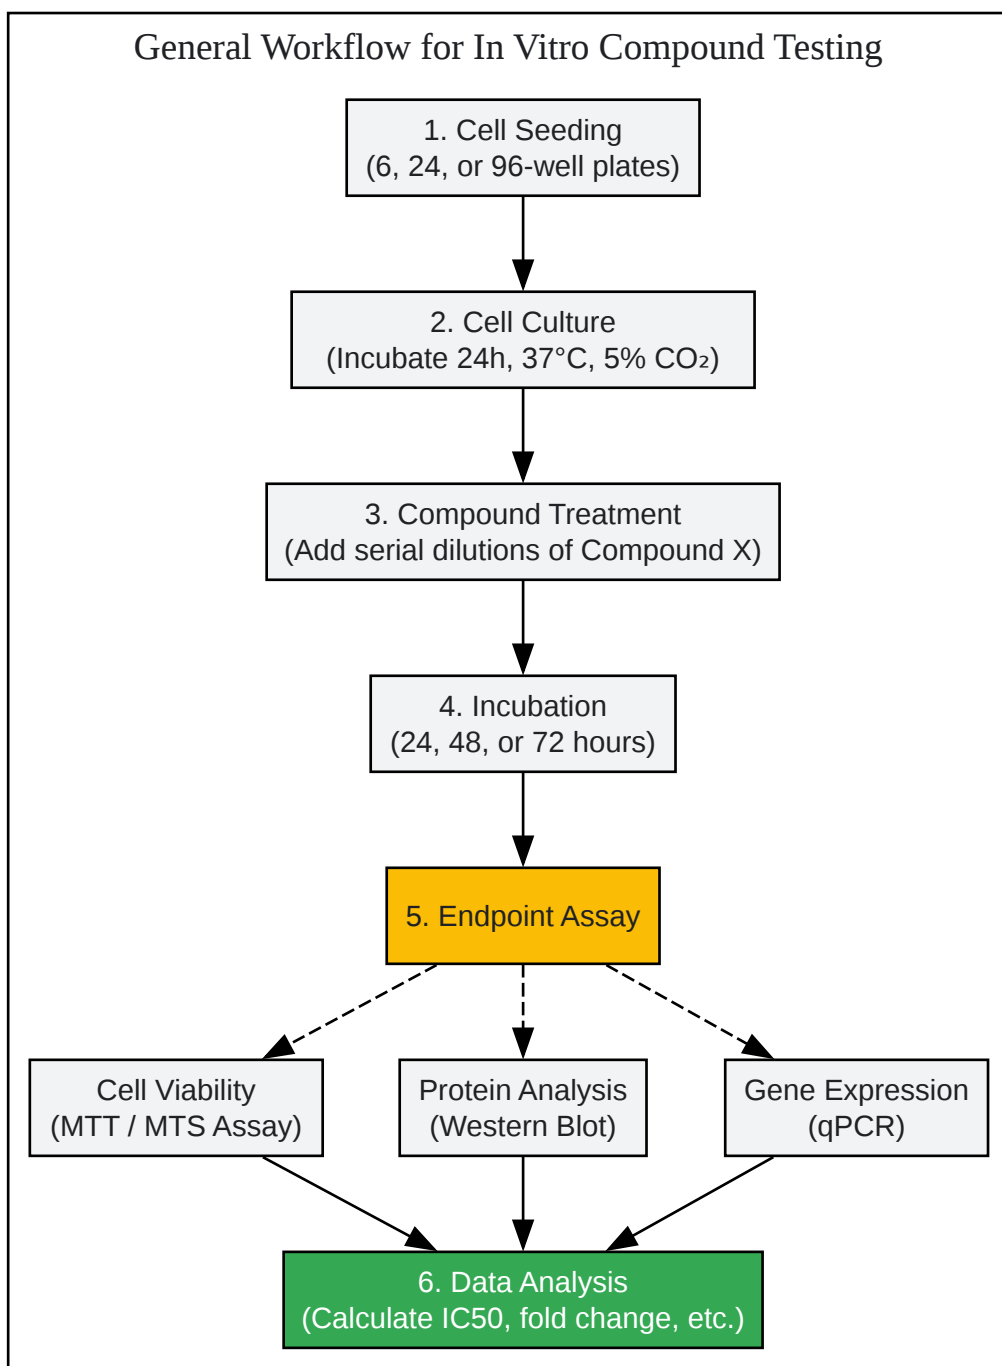 General Workflow for In Vitro Compound Testing
1. Cell Seeding
(6, 24, or 96-well plates)
2. Cell Culture
(Incubate 24h, 37°C, 5% CO₂)
3. Compound Treatment
(Add serial dilutions of Compound X)
4. Incubation
(24, 48, or 72 hours)
5. Endpoint Assay
Cell Viability
(MTT / MTS Assay)
Protein Analysis
(Western Blot)
Gene Expression
(qPCR)
6. Data Analysis
(Calculate IC50, fold change, etc.)